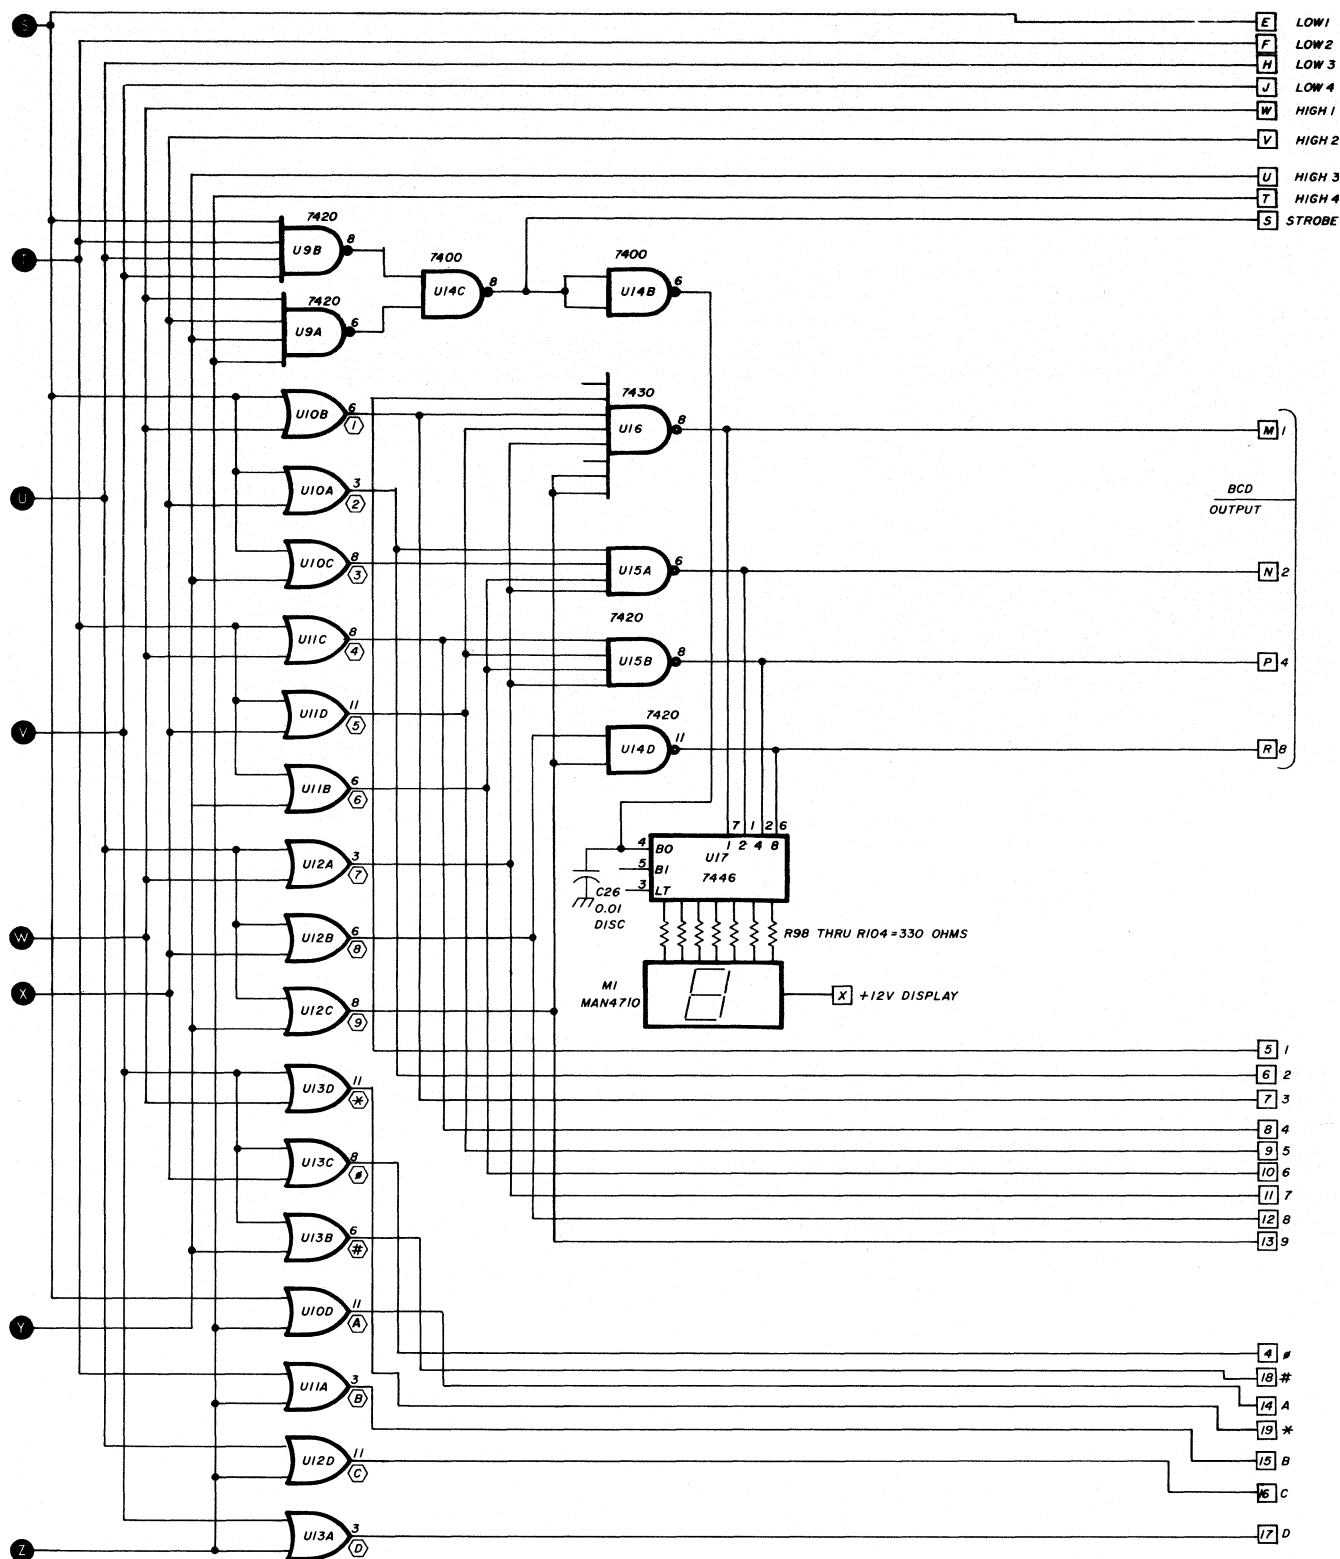 S
E LOW 1
F LOW 2
H LOW 3
J LOW 4
W HIGH 1
V HIGH 2
U HIGH 3
T HIGH 4
S STROBE
7420
U9B
8
T
7400
U14C
8
7400
U14B
6
7420
U9A
6
U10B
6
1
7430
U16
8
M 1
U
U10A
3
2
BCD
OUTPUT
U10C
8
3
U15A
6
N 2
7420
U11C
8
4
U15B
8
P 4
V
U11D
11
5
7420
U14D
11
R 8
U11B
6
6
7 1 2 6
1 2 4 8
4 BO
5 BI
3 LT
U17
7446
U12A
3
7
C26
0.01
DISC
W
U12B
6
8
R98 THRU R104=330 OHMS
X
U12C
8
9
M1
MAN4710
X +12V DISPLAY
5 1
6 2
7 3
8 4
9 5
10 6
11 7
12 8
13 9
U13D
11
*
U13C
8
ø
U13B
6
#
Y
U10D
11
A
4 ø
18 #
14 A
19 *
15 B
16 C
U11A
3
B
U12D
11
C
Z
U13A
3
D
17 D